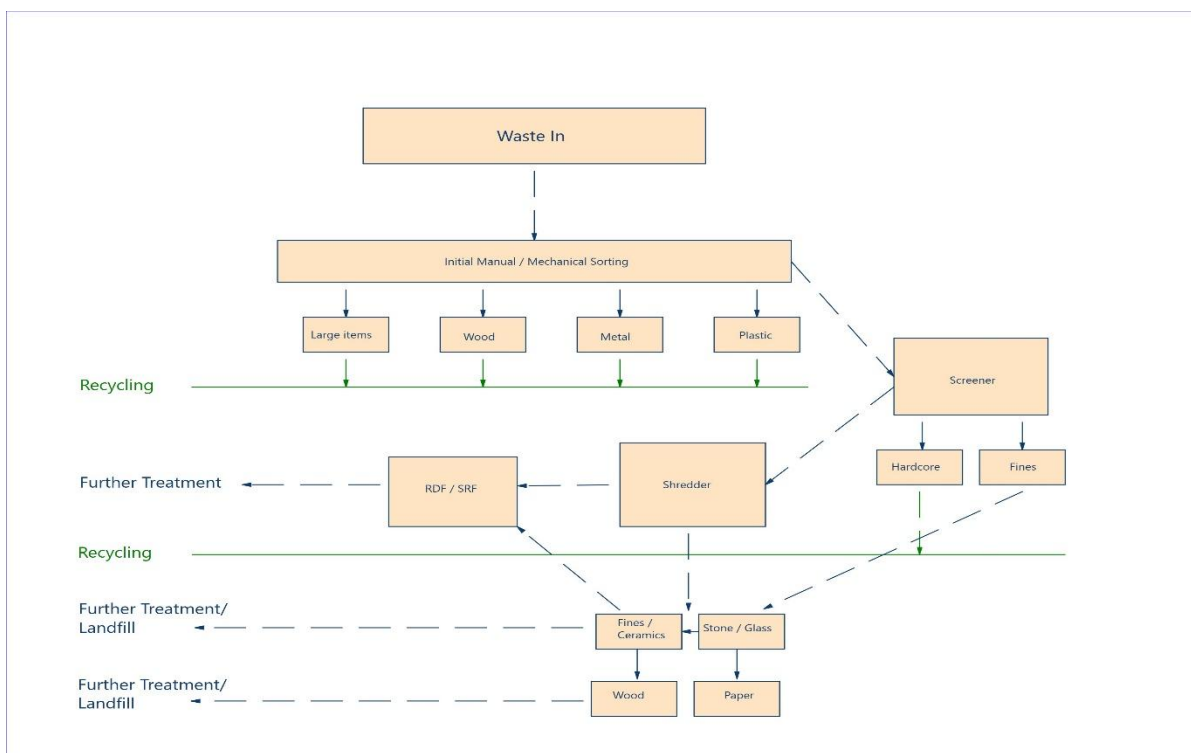 Waste In
Initial Manual / Mechanical Sorting
Large items
Wood
Metal
Plastic
Recycling
Screener
Hardcore
Fines
Further Treatment
RDF / SRF
Shredder
Recycling
Further Treatment/
Landfill
Fines /
Ceramics
Stone / Glass
Further Treatment/
Landfill
Wood
Paper